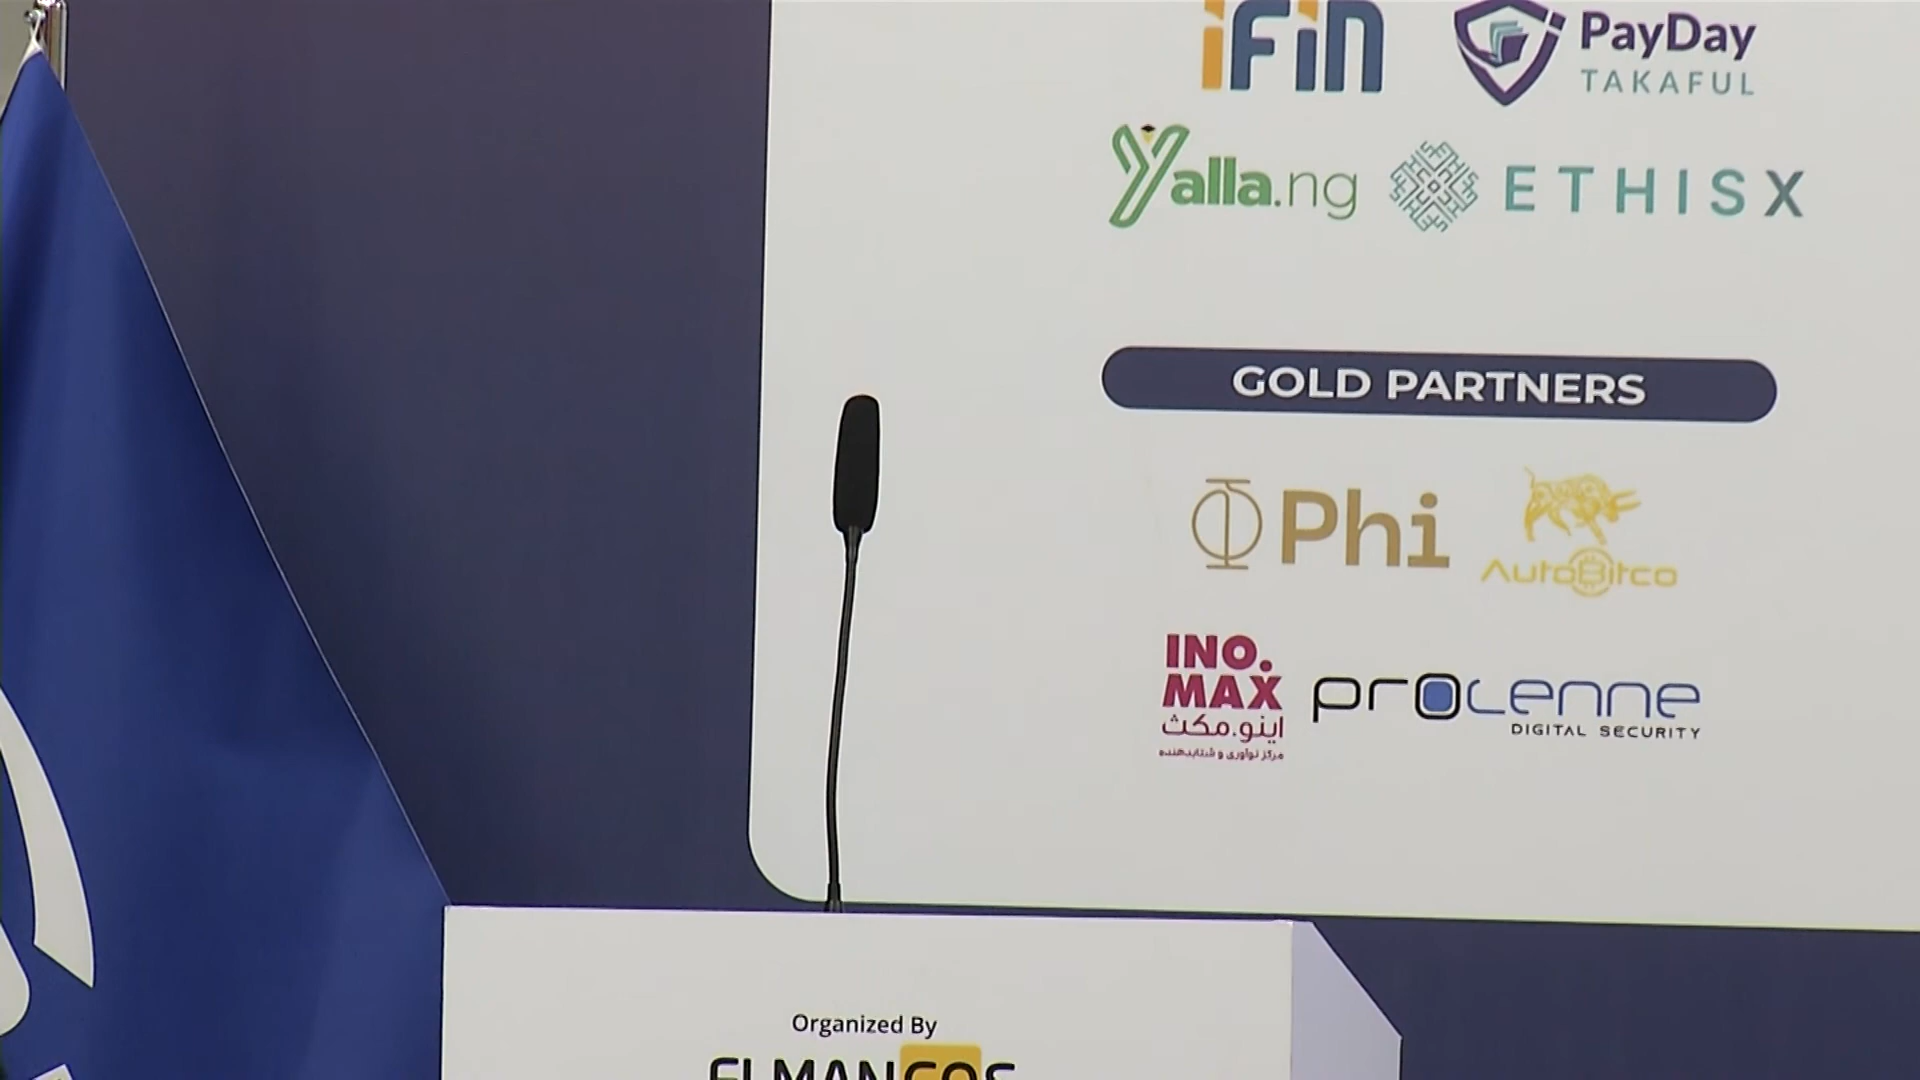 iFin
PayDay
TAKAFUL
Yalla.ng
ETHISX
GOLD PARTNERS
Phi
AutoBitco
INO.
MAX
اینو.مکث
مرکز نوآوری و شتابدهنده
procenne
DIGITAL SECURITY
Organized By